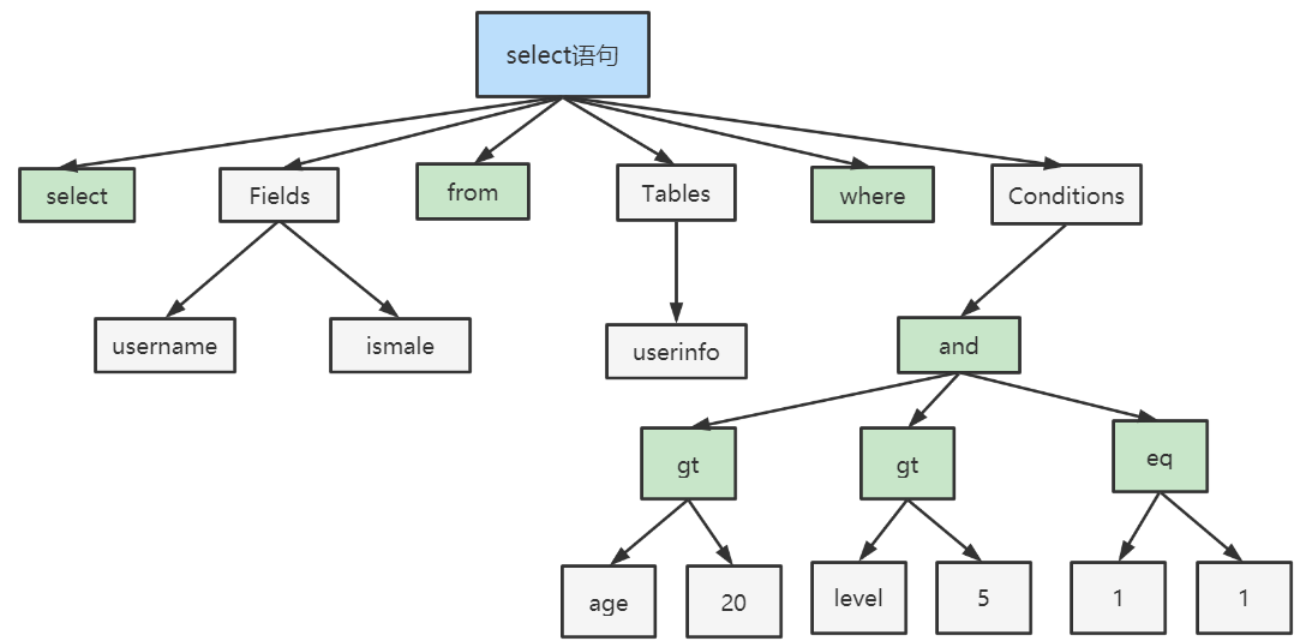 select语句
select
Fields
from
Tables
where
Conditions
username
ismale
userinfo
and
gt
gt
eq
age
20
level
5
1
1